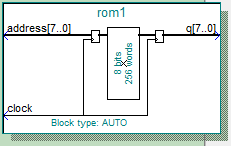 rom1
address[7..0]
q[7..0]
8 bits
256 words
clock
Block type: AUTO